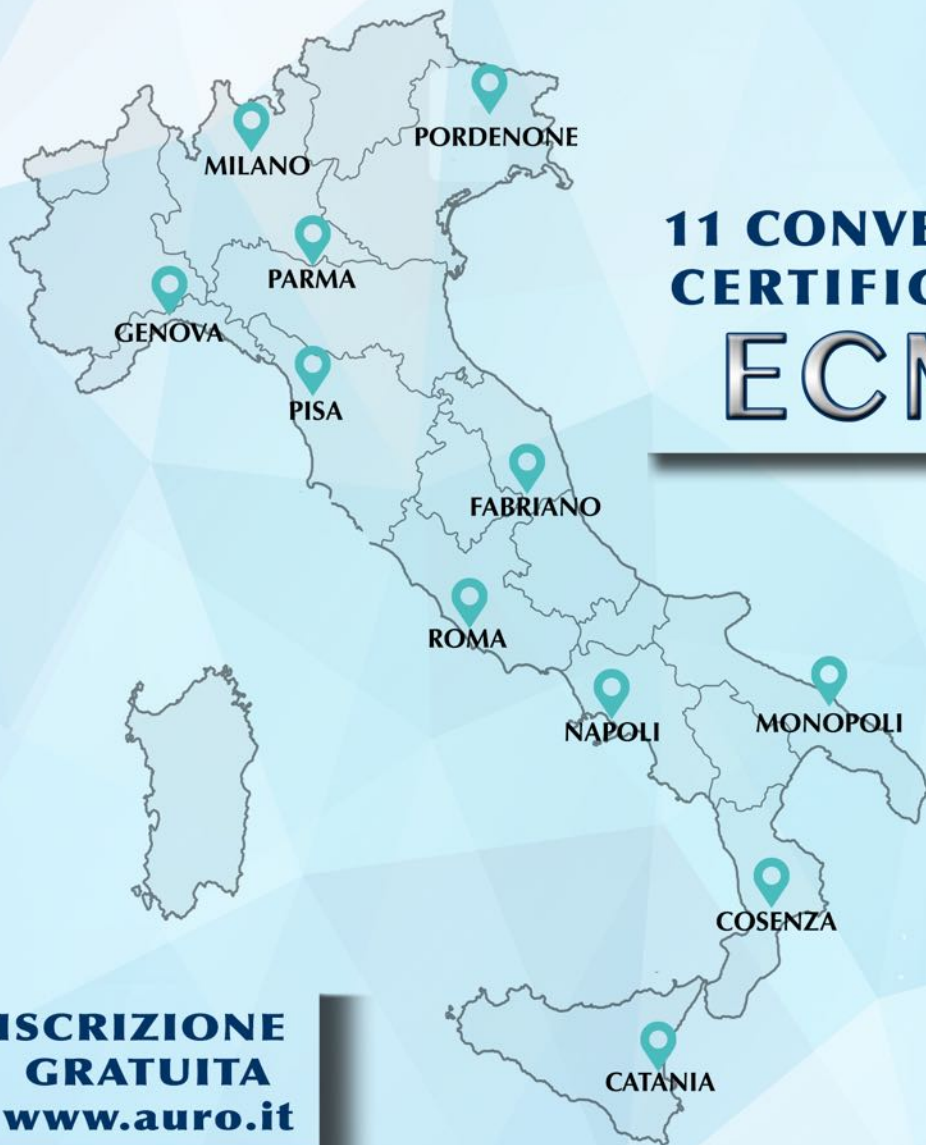 PORDENONE
MILANO
PARMA
GENOVA
PISA
11 CONVE
CERTIFIC
ECM
FABRIANO
ROMA
NAPOLI
MONOPOLI
COSENZA
CATANIA
ISCRIZIONE
GRATUITA
www.auro.it